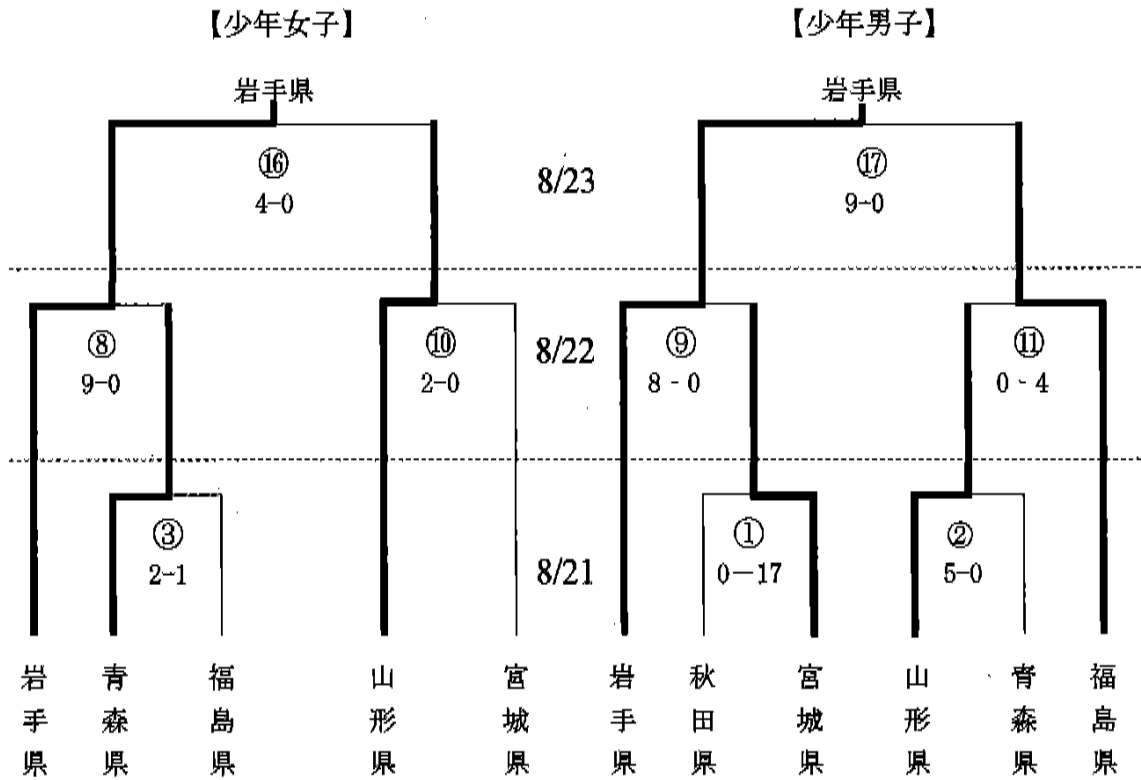 【少年女子】
【少年男子】
岩手県
岩手県
⑯
4-0
8/23
⑰
9-0
⑧
9-0
⑩
2-0
8/22
⑨
8-0
⑪
0-4
③
2-1
8/21
①
0-17
②
5-0
岩手県
青森県
福島県
山形県
宮城県
岩手県
秋田県
宮城県
山形県
青森県
福島県